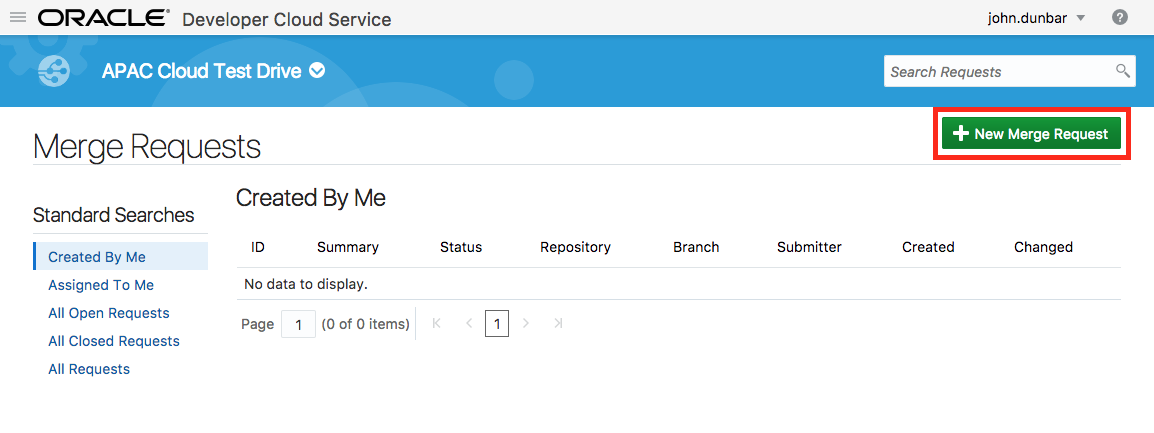 ORACLE® Developer Cloud Service
john.dunbar
?
APAC Cloud Test Drive
Search Requests
Merge Requests
New Merge Request
Standard Searches
Created By Me
Assigned To Me
All Open Requests
All Closed Requests
All Requests
Created By Me
ID Summary Status Repository Branch Submitter Created Changed
No data to display.
Page 1 (0 of 0 items) 1